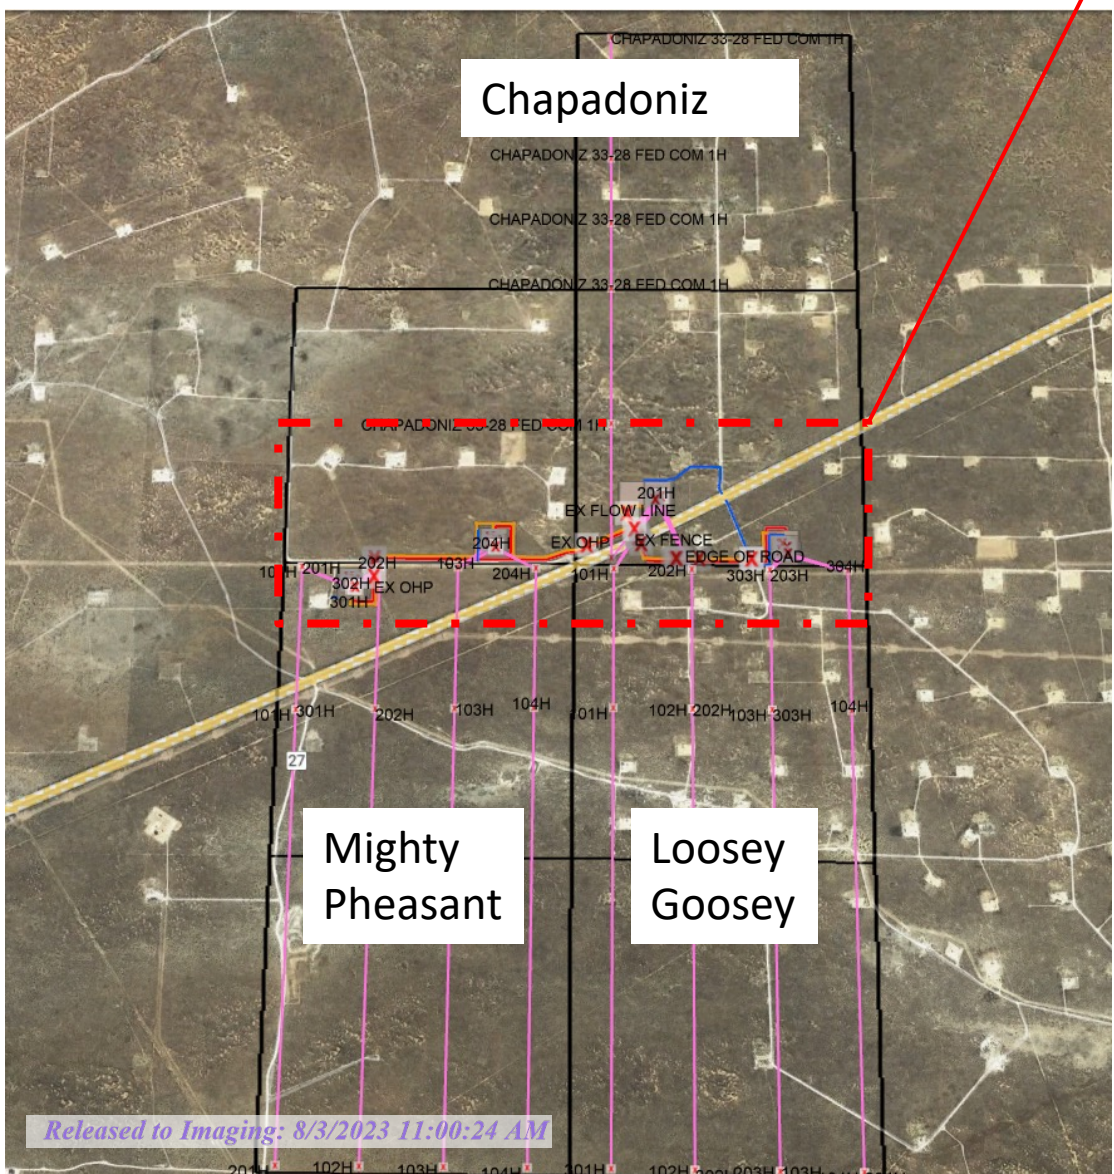 CHAPADONIZ 33-28 FED COM 1H
Chapadoniz
CHAPADONIZ 33-28 FED COM 1H
CHAPADONIZ 33-28 FED COM 1H
CHAPADONIZ 33-28 FED COM 1H
CHAPADONIZ 33-28 FED COM 1H
201H
EX FLOW LINE
204H EX OHP EX FENCE
202H 103H EDGE OF ROAD
201H 204H 101H 202H 303H 203H 304H
302H EX OHP
301H
101H 301H 202H 103H 104H 101H 102H 202H 103H 303H 104H
27
Mighty
Pheasant
Loosey
Goosey
Released to Imaging: 8/3/2023 11:00:24 AM
201H 102H 103H 104H 301H 102H 203H 103H